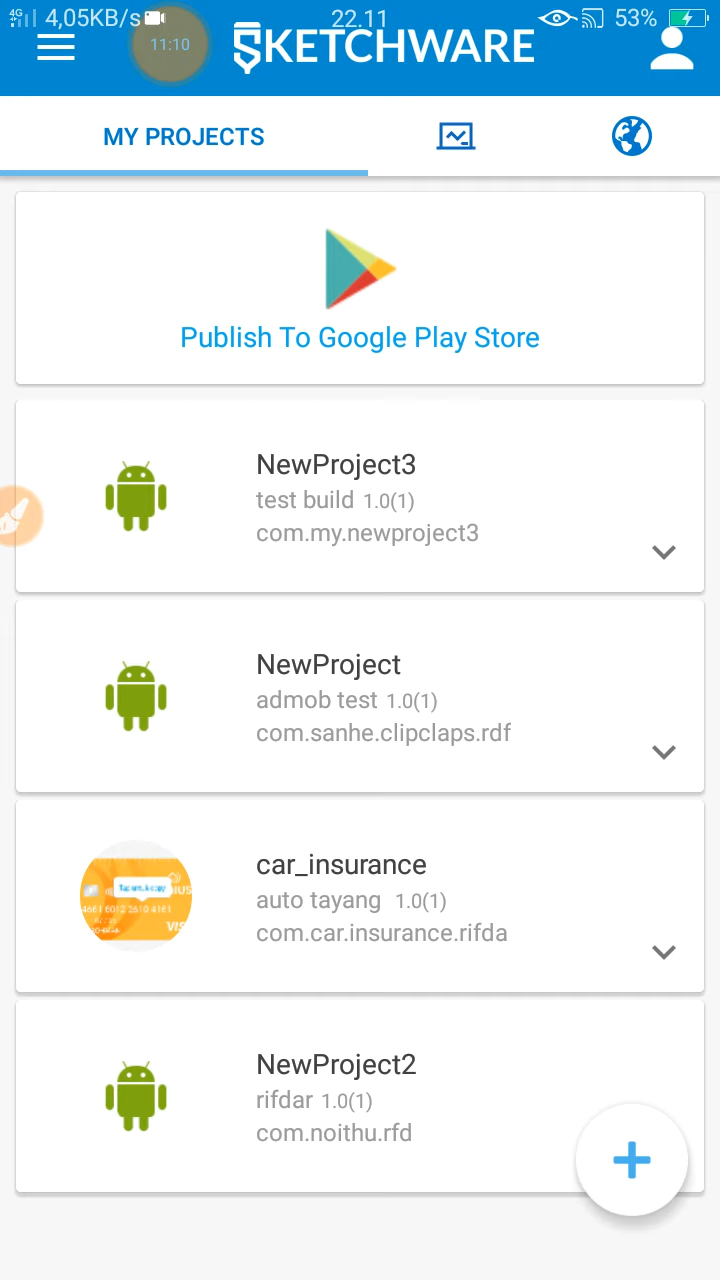 4G 4,05KB/s 22.11 53%
11:10 SKETCHWARE
MY PROJECTS
Publish To Google Play Store
NewProject3
test build 1.0(1)
com.my.newproject3
NewProject
admob test 1.0(1)
com.sanhe.clipclaps.rdf
car_insurance
auto tayang 1.0(1)
com.car.insurance.rifda
VIS
NewProject2
rifdar 1.0(1)
com.noithu.rfd